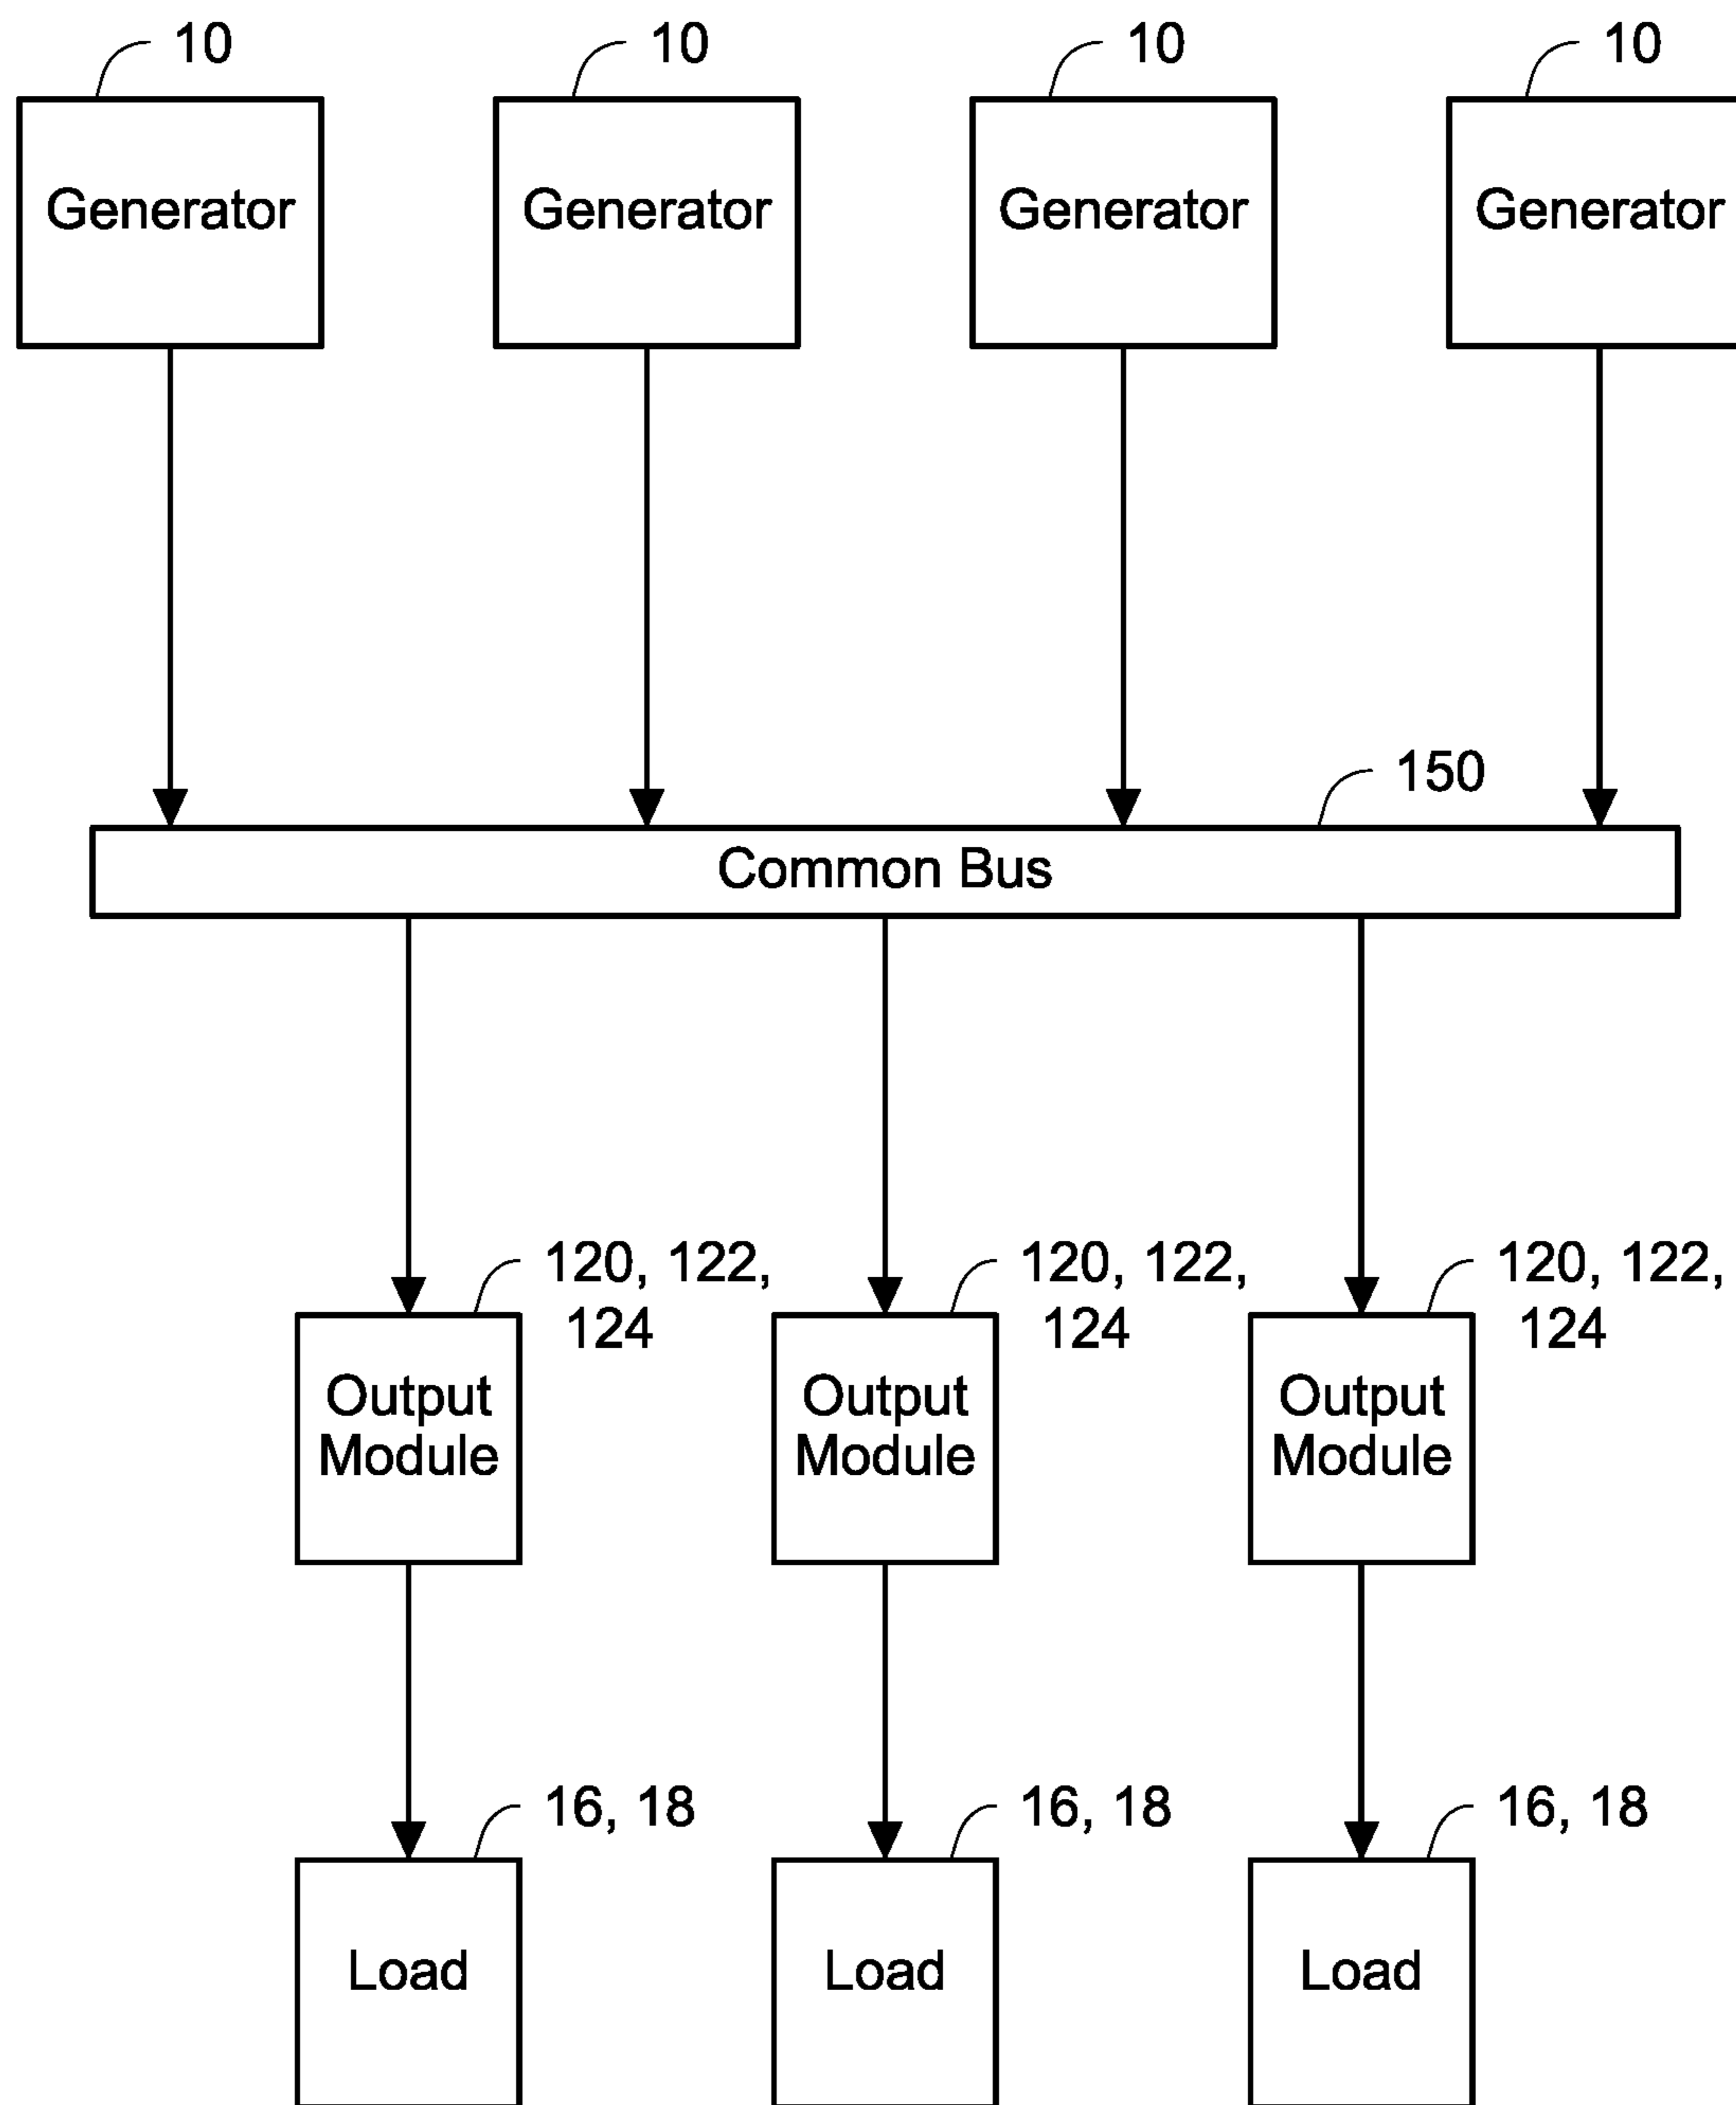 10 10 10 10
Generator Generator Generator Generator
150
Common Bus
120, 122, 120, 122, 120, 122,
124 124 124
Output Output Output
Module Module Module
16, 18 16, 18 16, 18
Load Load Load